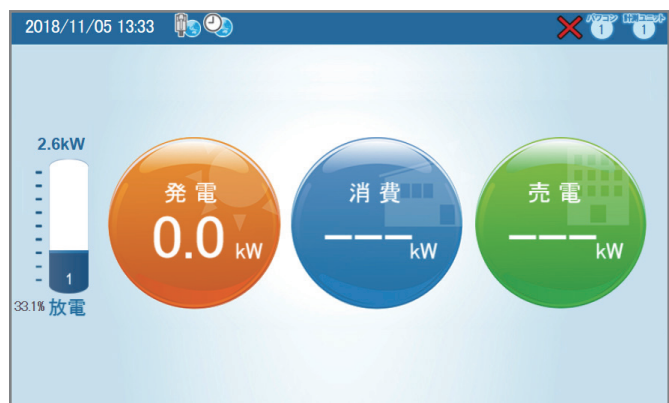 2018/11/05 13:33
パワコン
1
計測ユニット
1
2.6kW
発電
0.0 kW
消費
--- kW
売電
--- kW
1
33.1% 放電